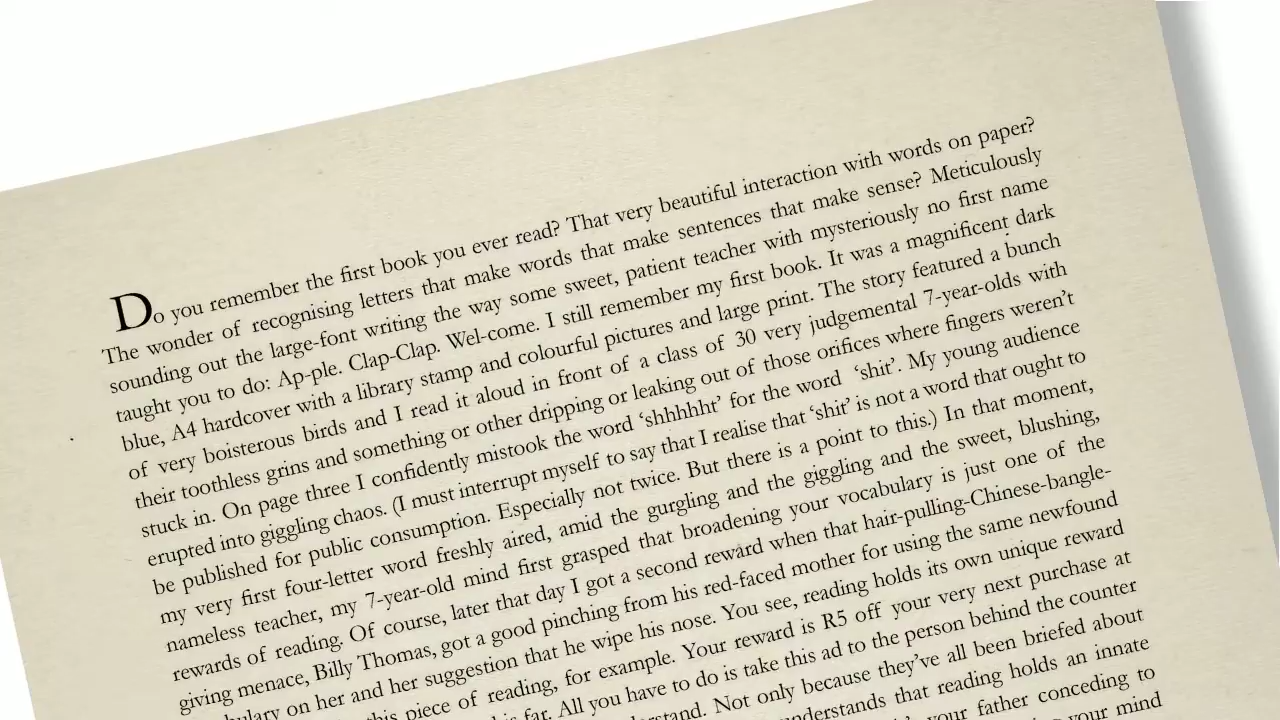 Do you remember the first book you ever read? That very beautiful interaction with words on paper?
The wonder of recognising letters that make words that make sentences that make sense? Meticulously
sounding out the large-font writing the way some sweet, patient teacher with mysteriously no first name
taught you to do: Ap-ple. Clap-Clap. Wel-come. I still remember my first book. It was a magnificent dark
blue, A4 hardcover with a library stamp and colourful pictures and large print. The story featured a bunch
of very boisterous birds and I read it aloud in front of a class of 30 very judgemental 7-year-olds with
their toothless grins and something or other dripping or leaking out of those orifices where fingers weren't
stuck in. On page three I confidently mistook the word ‘shhhhht’ for the word ‘shit’. My young audience
erupted into giggling chaos. (I must interrupt myself to say that I realise that ‘shit’ is not a word that ought to
be published for public consumption. Especially not twice. But there is a point to this.) In that moment,
my very first four-letter word freshly aired, amid the gurgling and the giggling and the sweet, blushing,
nameless teacher, my 7-year-old mind first grasped that broadening your vocabulary is just one of the
rewards of reading. Of course, later that day I got a second reward when that hair-pulling-Chinese-bangle-
giving menace, Billy Thomas, got a good pinching from his red-faced mother for using the same newfound
on her and her suggestion that he wipe his nose. You see, reading holds its own unique reward
this piece of reading, for example. Your reward is R5 off your very next purchase at
far. All you have to do is take this ad to the person behind the counter
Not only because they've all been briefed about
that reading holds an innate
your father conceding to
your mind